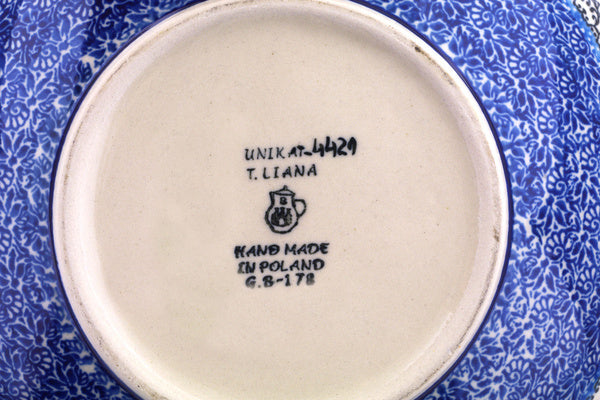 UNIKAT-4429
T. LIANA
B
HAND MADE
IN POLAND
G.B-178